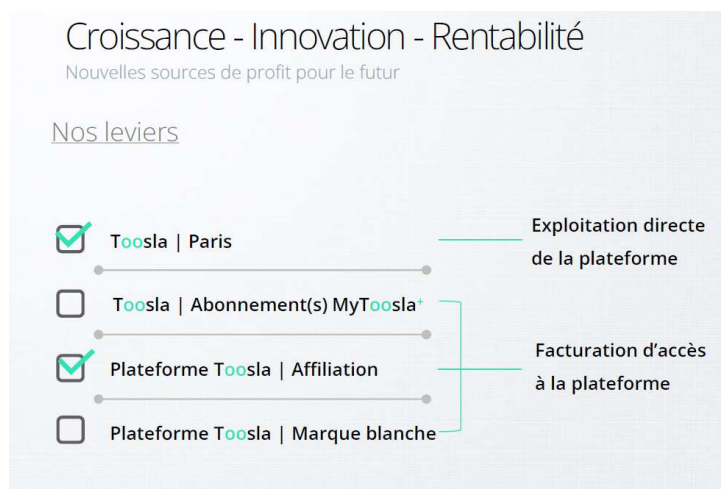 Croissance - Innovation - Rentabilité
Nouvelles sources de profit pour le futur
Nos leviers
Toosla | Paris
Exploitation directe
de la plateforme
Toosla | Abonnement(s) MyToosla+
Plateforme Toosla | Affiliation
Facturation d’accès
à la plateforme
Plateforme Toosla | Marque blanche